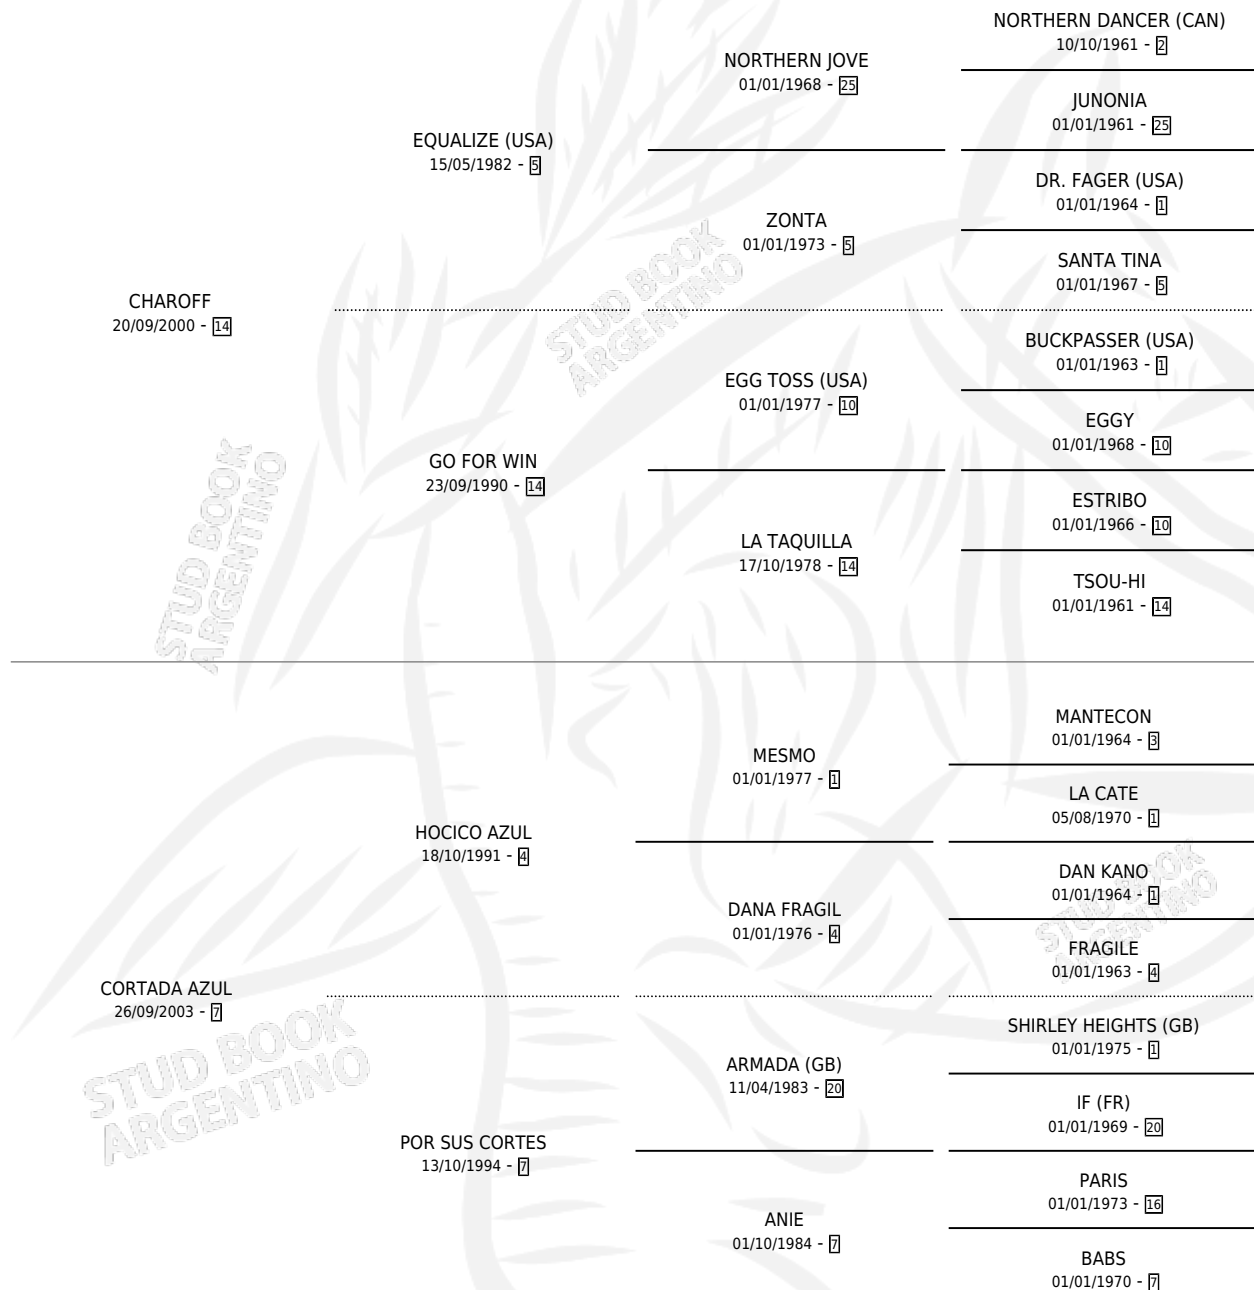 CHAROFF
20/09/2000 - 14
EQUALIZE (USA)
15/05/1982 - 5
GO FOR WIN
23/09/1990 - 14
NORTHERN JOVE
01/01/1968 - 25
ZONTA
01/01/1973 - 5
EGG TOSS (USA)
01/01/1977 - 10
LA TAQUILLA
17/10/1978 - 14
NORTHERN DANCER (CAN)
10/10/1961 - 2
JUNONIA
01/01/1961 - 25
DR. FAGER (USA)
01/01/1964 - 1
SANTA TINA
01/01/1967 - 5
BUCKPASSER (USA)
01/01/1963 - 1
EGGY
01/01/1968 - 10
ESTRIBO
01/01/1966 - 10
TSOU-HI
01/01/1961 - 14
STUD BOOK
ARGENTINO
STUD BOOK
ARGENTINO
CORTADA AZUL
26/09/2003 - 7
HOCICO AZUL
18/10/1991 - 4
POR SUS CORTES
13/10/1994 - 7
MESMO
01/01/1977 - 1
DANA FRAGIL
01/01/1976 - 4
ARMADA (GB)
11/04/1983 - 20
ANIE
01/10/1984 - 7
MANTECON
01/01/1964 - 3
LA CATE
05/08/1970 - 1
DAN KANO
01/01/1964 - 1
FRAGILE
01/01/1963 - 4
SHIRLEY HEIGHTS (GB)
01/01/1975 - 1
IF (FR)
01/01/1969 - 20
PARIS
01/01/1973 - 16
BABS
01/01/1970 - 7
STUD BOOK
ARGENTINO
STUD BOOK
ARGENTINO